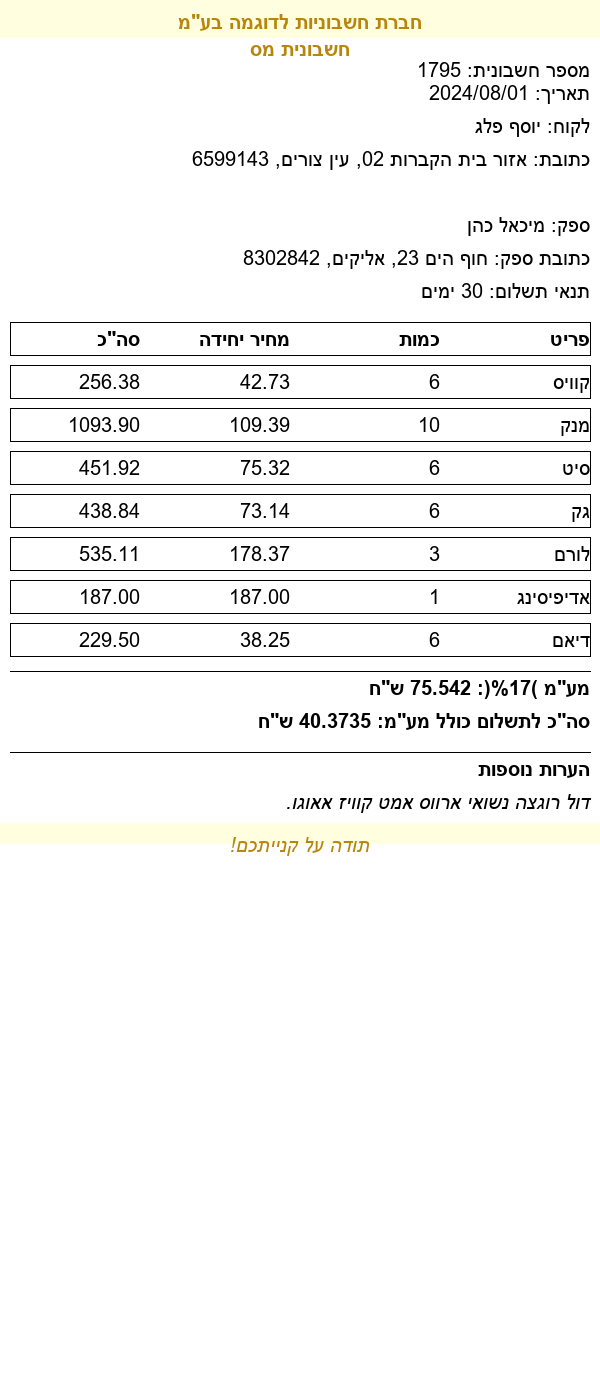 חברת חשבוניות לדוגמה בע"מ
חשבונית מס
מספר חשבונית: 1795
תאריך: 2024/08/01
לקוח: יוסף פלג
כתובת: אזור בית הקברות 02, עין צורים, 6599143
ספק: מיכאל כהן
כתובת ספק: חוף הים 23, אליקים, 8302842
תנאי תשלום: 30 ימים
פריט כמות מחיר יחידה סה"כ
קוויס 6 42.73 256.38
מנק 10 109.39 1093.90
סיט 6 75.32 451.92
גק 6 73.14 438.84
לורם 3 178.37 535.11
אדיפיסינג 1 187.00 187.00
דיאם 6 38.25 229.50
מע"מ )17%(: 75.542 ש"ח
סה"כ לתשלום כולל מע"מ: 40.3735 ש"ח
הערות נוספות
דול רוגצה נשואי ארווס אמט קוויז אאוגו.
תודה על קנייתכם!